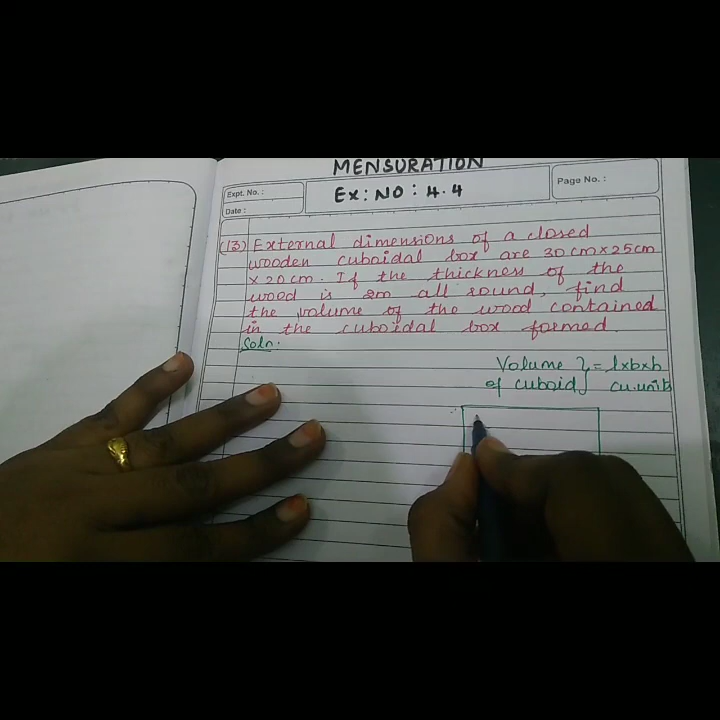 MENSURATION
Expt. No. :
Ex: NO : 4.4
Page No. :
Date :
(13) External dimensions of a closed
wooden cuboidal box are 30cm×25cm
×20cm. If the thickness of the
wood is 2m all round, find
the volume of the wood contained
in the cuboidal box formed.
Soln:
Volume } = l×b×h
of cuboid } cu.units